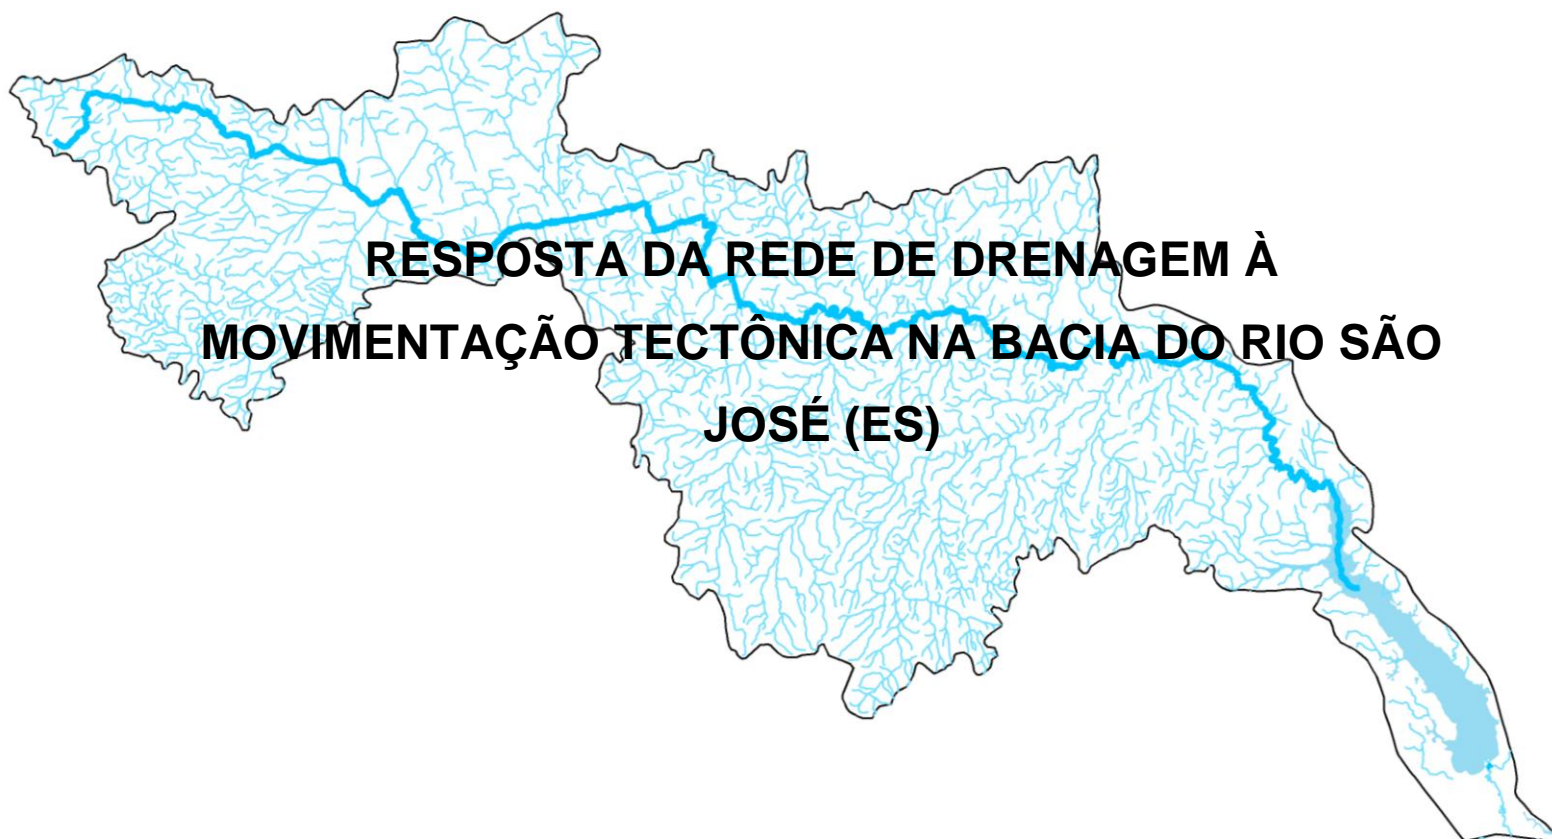 RESPOSTA DA REDE DE DRENAGEM À
MOVIMENTAÇÃO TECTÔNICA NA BACIA DO RIO SÃO
JOSÉ (ES)